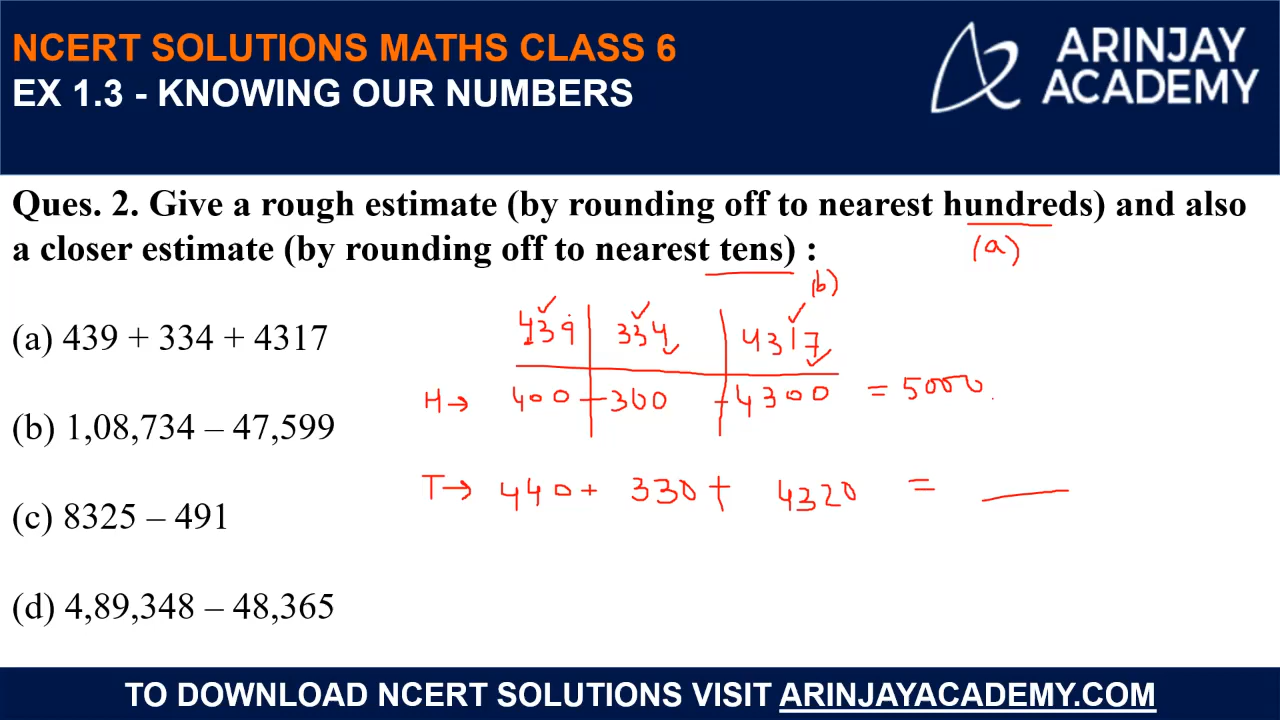 NCERT SOLUTIONS MATHS CLASS 6
EX 1.3 - KNOWING OUR NUMBERS
ARINJAY
ACADEMY
Ques. 2. Give a rough estimate (by rounding off to nearest hundreds) and also
a closer estimate (by rounding off to nearest tens) :
(a)
(b)
(a) 439 + 334 + 4317
439 334 4317
H → 400 + 300 + 4300 = 5000
(b) 1,08,734 – 47,599
T → 440 + 330 + 4320 =
(c) 8325 – 491
(d) 4,89,348 – 48,365
TO DOWNLOAD NCERT SOLUTIONS VISIT ARINJAYACADEMY.COM